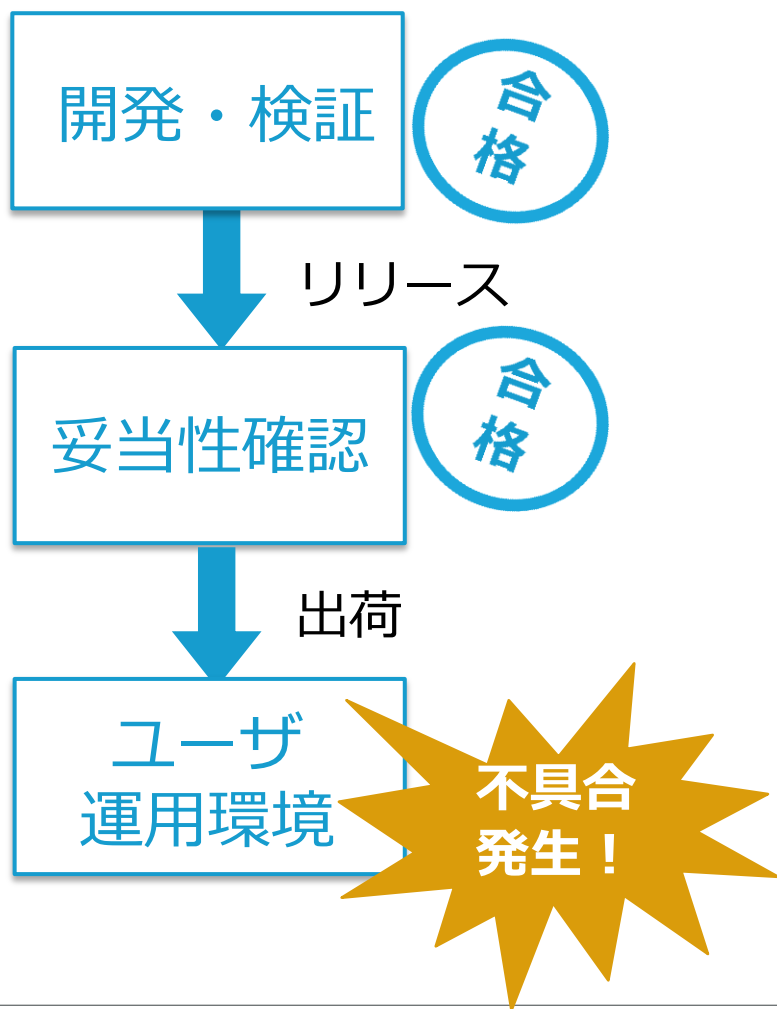 開発・検証
合
格
リリース
妥当性確認
合
格
出荷
ユーザ
運用環境
不具合
発生！